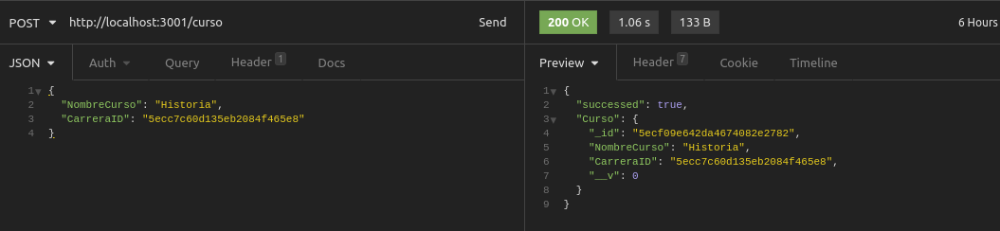 POST http://localhost:3001/curso Send
JSON Auth Query Header 1 Docs
1 {
2 "NombreCurso": "Historia",
3 "CarreraID": "5ecc7c60d135eb2084f465e8"
4 }
200 OK 1.06 s 133 B 6 Hours
Preview Header 7 Cookie Timeline
1 {
2 "successed": true,
3 "Curso": {
4 "_id": "5ecf09e642da4674082e2782",
5 "NombreCurso": "Historia",
6 "CarreraID": "5ecc7c60d135eb2084f465e8",
7 "__v": 0
8 }
9 }